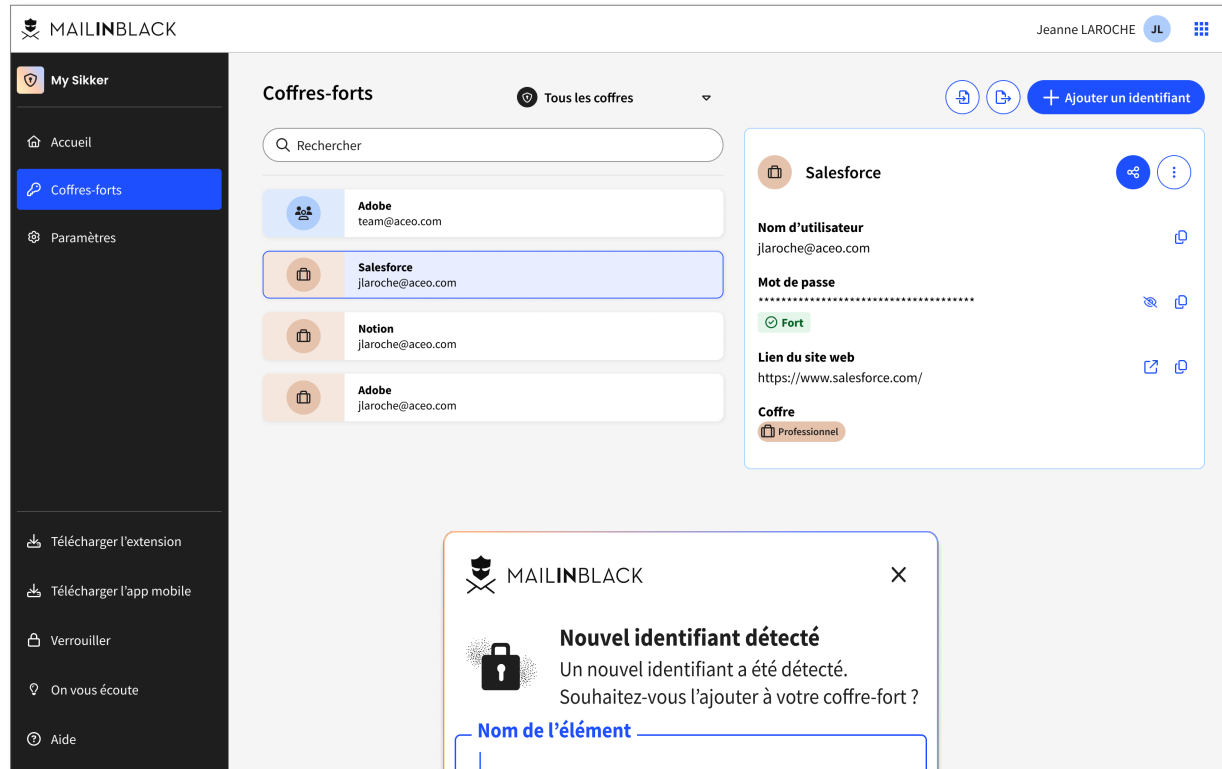 MAILINBLACK
Jeanne LAROCHE
JL
My Sikker
Accueil
Coffres-forts
Paramètres
Télécharger l'extension
Télécharger l'app mobile
Verrouiller
On vous écoute
Aide
Coffres-forts
Tous les coffres
Ajouter un identifiant
Rechercher
Adobe
team@aceo.com
Salesforce
jlaroche@aceo.com
Notion
jlaroche@aceo.com
Adobe
jlaroche@aceo.com
Salesforce
Nom d'utilisateur
jlaroche@aceo.com
Mot de passe
**************************************
Fort
Lien du site web
https://www.salesforce.com/
Coffre
Professionnel
MAILINBLACK
Nouvel identifiant détecté
Un nouvel identifiant a été détecté.
Souhaitez-vous l'ajouter à votre coffre-fort ?
Nom de l'élément